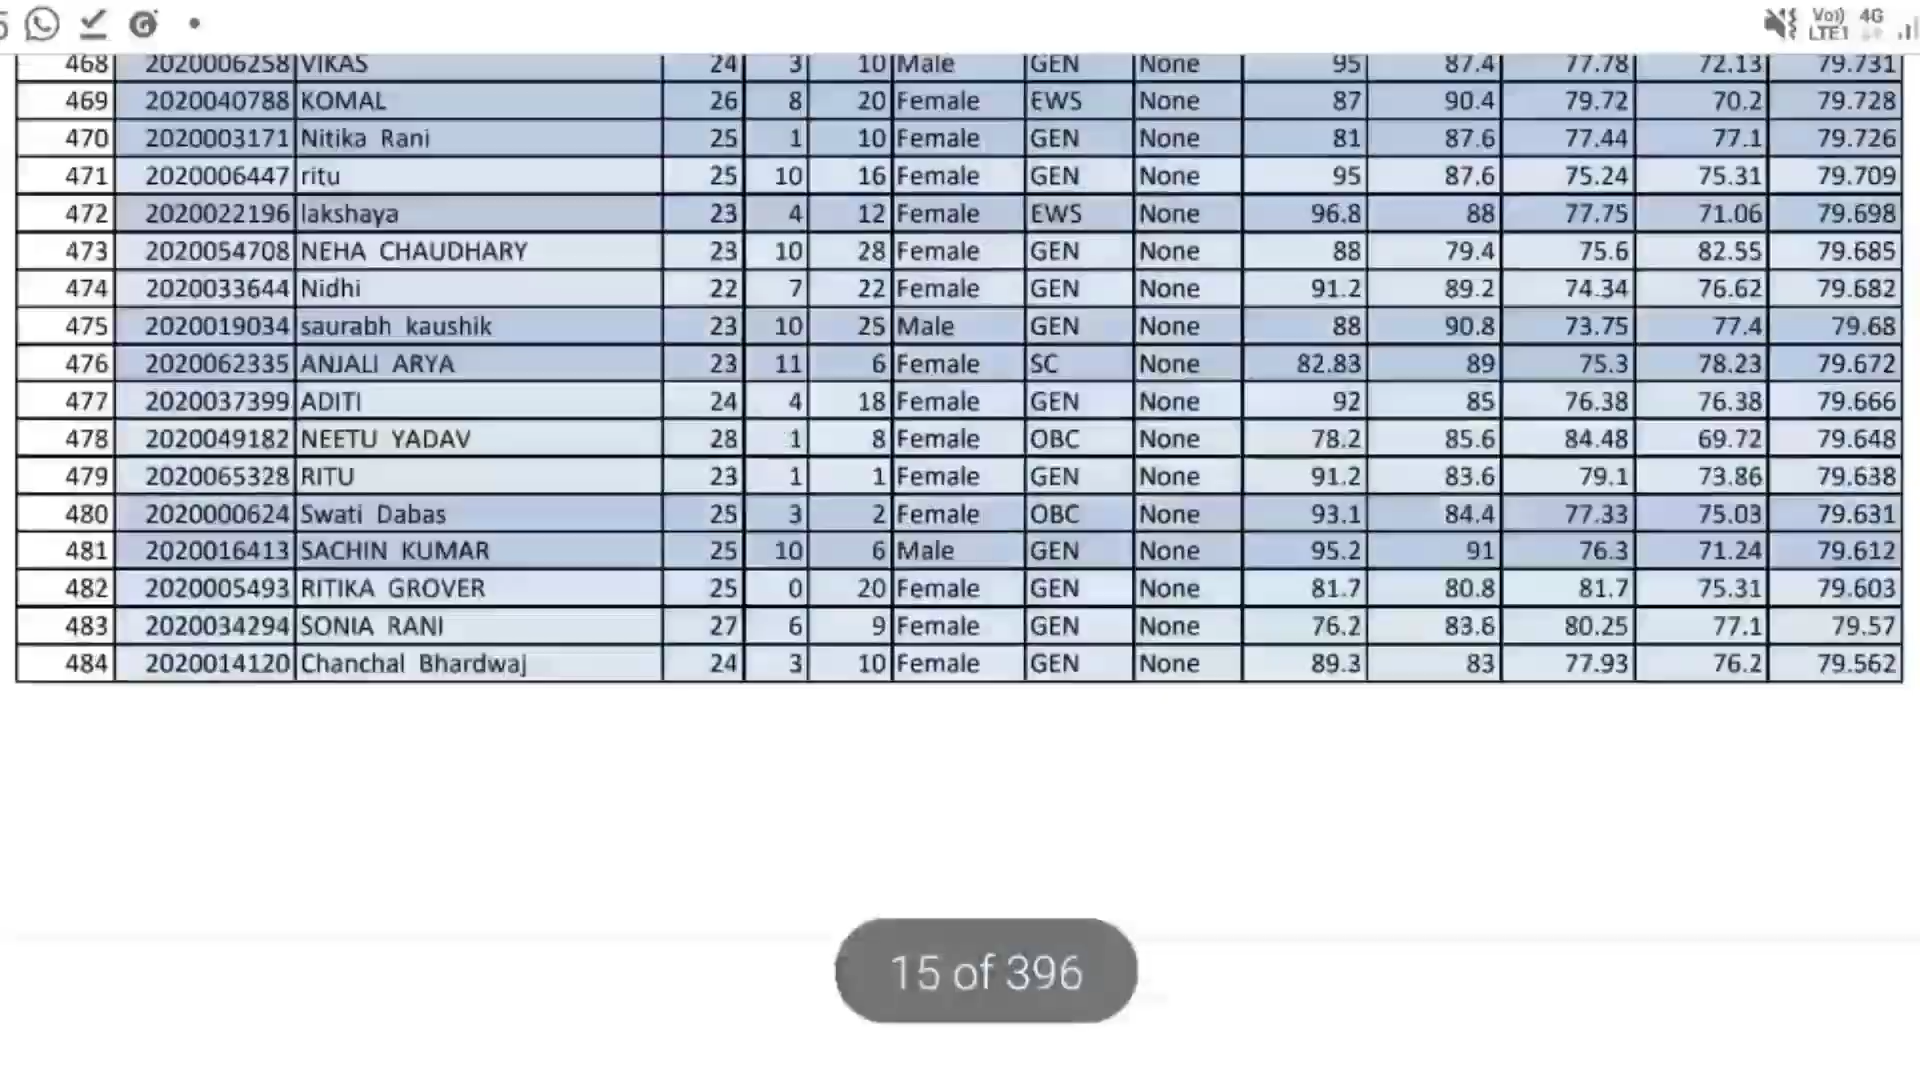 Vo)) 4G
LTE1
468 2020006258 VIKAS 24 3 10 Male GEN None 95 87.4 77.78 72.13 79.731
469 2020040788 KOMAL 26 8 20 Female EWS None 87 90.4 79.72 70.2 79.728
470 2020003171 Nitika Rani 25 1 10 Female GEN None 81 87.6 77.44 77.1 79.726
471 2020006447 ritu 25 10 16 Female GEN None 95 87.6 75.24 75.31 79.709
472 2020022196 lakshaya 23 4 12 Female EWS None 96.8 88 77.75 71.06 79.698
473 2020054708 NEHA CHAUDHARY 23 10 28 Female GEN None 88 79.4 75.6 82.55 79.685
474 2020033644 Nidhi 22 7 22 Female GEN None 91.2 89.2 74.34 76.62 79.682
475 2020019034 saurabh kaushik 23 10 25 Male GEN None 88 90.8 73.75 77.4 79.68
476 2020062335 ANJALI ARYA 23 11 6 Female SC None 82.83 89 75.3 78.23 79.672
477 2020037399 ADITI 24 4 18 Female GEN None 92 85 76.38 76.38 79.666
478 2020049182 NEETU YADAV 28 1 8 Female OBC None 78.2 85.6 84.48 69.72 79.648
479 2020065328 RITU 23 1 1 Female GEN None 91.2 83.6 79.1 73.86 79.638
480 2020000624 Swati Dabas 25 3 2 Female OBC None 93.1 84.4 77.33 75.03 79.631
481 2020016413 SACHIN KUMAR 25 10 6 Male GEN None 95.2 91 76.3 71.24 79.612
482 2020005493 RITIKA GROVER 25 0 20 Female GEN None 81.7 80.8 81.7 75.31 79.603
483 2020034294 SONIA RANI 27 6 9 Female GEN None 76.2 83.6 80.25 77.1 79.57
484 2020014120 Chanchal Bhardwaj 24 3 10 Female GEN None 89.3 83 77.93 76.2 79.562
15 of 396